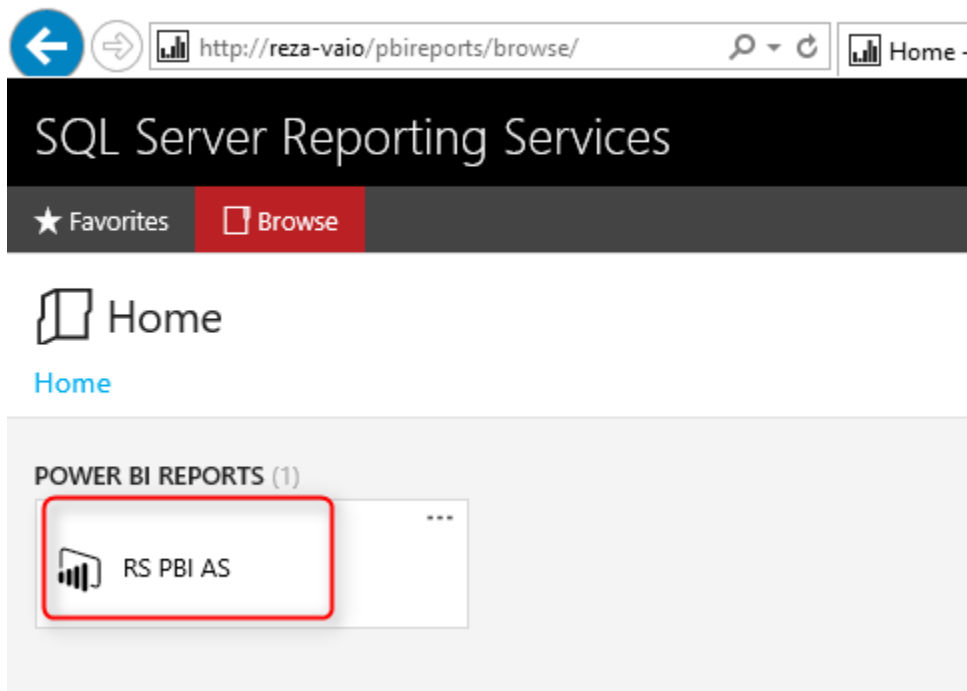 http://reza-vaio/pbireports/browse/
Home -
SQL Server Reporting Services
Favorites
Browse
Home
Home
POWER BI REPORTS (1)
...
RS PBI AS